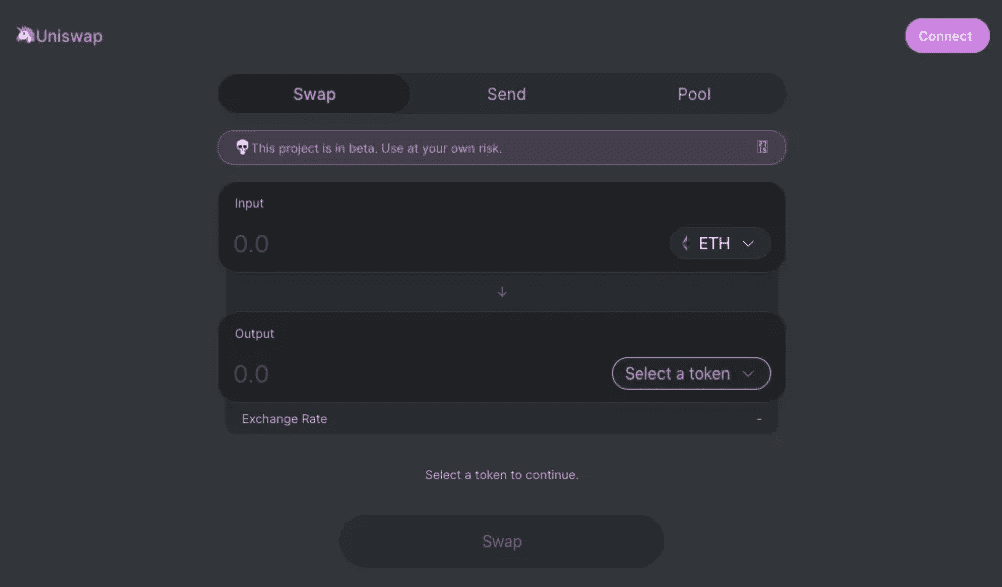 Uniswap
Connect
Swap
Send
Pool
This project is in beta. Use at your own risk.
Input
0.0
ETH
Output
0.0
Select a token
Exchange Rate
-
Select a token to continue.
Swap